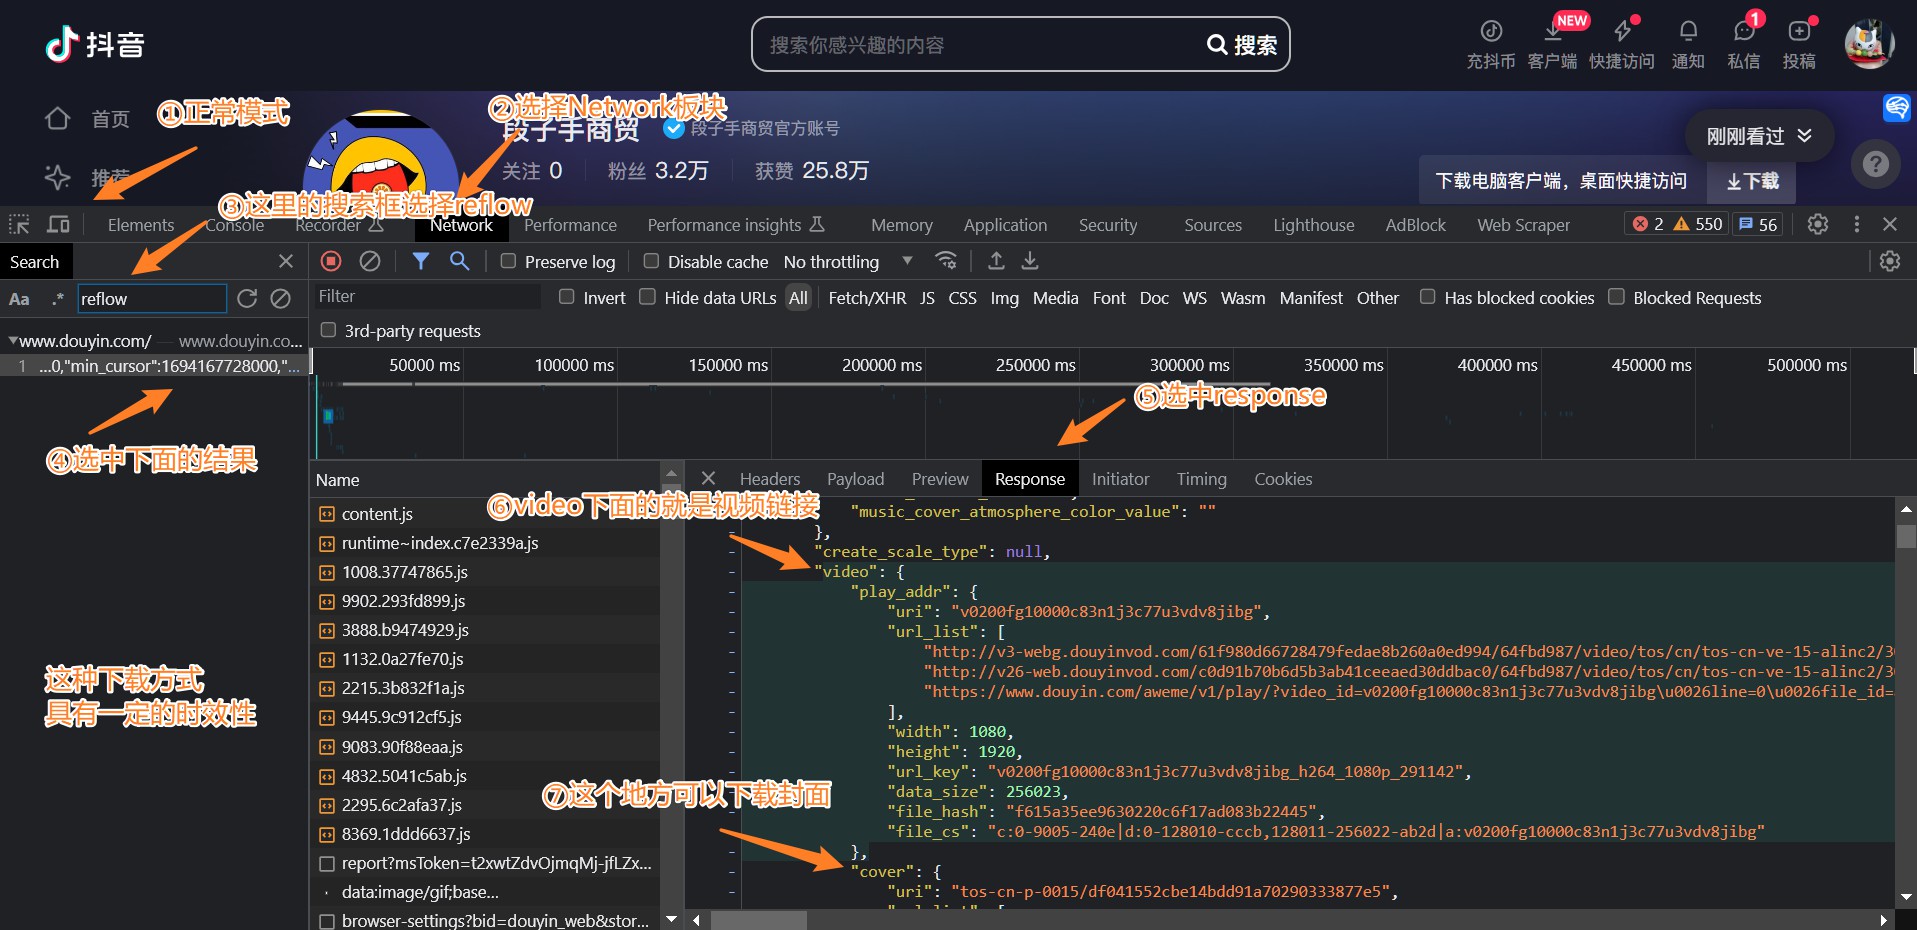 抖音
搜索你感兴趣的内容
搜索
NEW
1
充抖币 客户端 快捷访问 通知 私信 投稿
首页
①正常模式
②选择Network板块
段子手商贸
段子手商贸官方账号
刚刚看过
推荐
关注 0 粉丝 3.2万 获赞 25.8万
下载电脑客户端，桌面快捷访问
下载
③这里的搜索框选择reflow
Elements Console Recorder Network Performance Performance insights Memory Application Security Sources Lighthouse AdBlock Web Scraper 2 550 56
Search
Preserve log Disable cache No throttling
Aa .* reflow
Filter Invert Hide data URLs All Fetch/XHR JS CSS Img Media Font Doc WS Wasm Manifest Other Has blocked cookies Blocked Requests
3rd-party requests
www.douyin.com/ — www.douyin.co...
1 ...0,"min_cursor":1694167728000,"...
50000 ms 100000 ms 150000 ms 200000 ms 250000 ms 300000 ms 350000 ms 400000 ms 450000 ms 500000 ms
⑤选中response
④选中下面的结果
Name
Headers Payload Preview Response Initiator Timing Cookies
⑥video下面的就是视频链接
content.js
runtime~index.c7e2339a.js
1008.37747865.js
9902.293fd899.js
3888.b9474929.js
1132.0a27fe70.js
2215.3b832f1a.js
9445.9c912cf5.js
9083.90f88eaa.js
4832.5041c5ab.js
2295.6c2afa37.js
8369.1ddd6637.js
report?msToken=t2xwtZdvOjmqMj-jfLZx...
data:image/gif;base...
browser-settings?bid=douyin_web&stor...
"music_cover_atmosphere_color_value": ""
},
"create_scale_type": null,
"video": {
"play_addr": {
"uri": "v0200fg10000c83n1j3c77u3vdv8jibg",
"url_list": [
"http://v3-webg.douyinvod.com/61f980d66728479fedae8b260a0ed994/64fbd987/video/tos/cn/tos-cn-ve-15-alinc2/3
"http://v26-web.douyinvod.com/c0d91b70b6d5b3ab41ceeaed30ddbac0/64fbd987/video/tos/cn/tos-cn-ve-15-alinc2/36
"https://www.douyin.com/aweme/v1/play/?video_id=v0200fg10000c83n1j3c77u3vdv8jibg\u0026line=0\u0026file_id=
],
"width": 1080,
"height": 1920,
"url_key": "v0200fg10000c83n1j3c77u3vdv8jibg_h264_1080p_291142",
"data_size": 256023,
"file_hash": "f615a35ee9630220c6f17ad083b22445",
"file_cs": "c:0-9005-240e|d:0-128010-cccb,128011-256022-ab2d|a:v0200fg10000c83n1j3c77u3vdv8jibg"
},
"cover": {
"uri": "tos-cn-p-0015/df041552cbe14bdd91a70290333877e5",
这种下载方式
具有一定的时效性
⑦这个地方可以下载封面